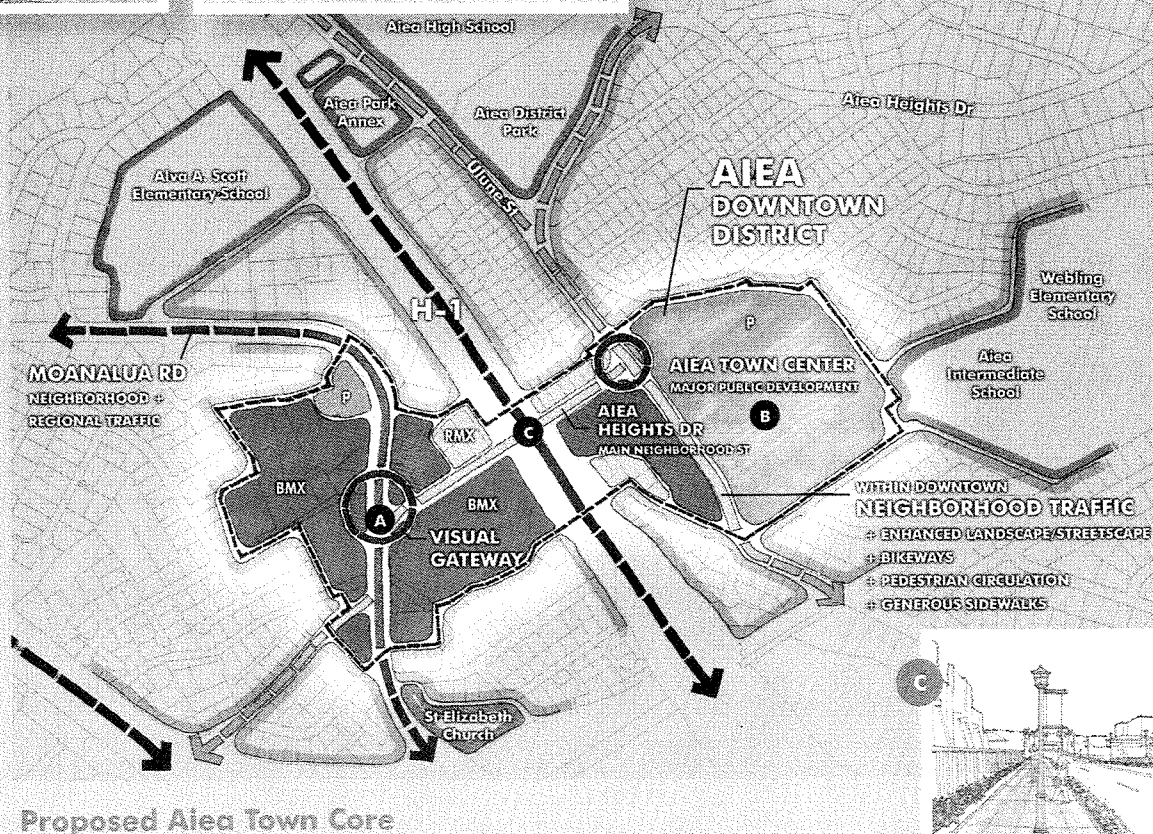 Aiea High School
Aiea Park
Annex
Aiea District
Park
Aiea Heights Dr
Alva A. Scott
Elementary School
Ulune St
AIEA
DOWNTOWN
DISTRICT
Webling
Elementary
School
H-1
P
MOANALUA RD
NEIGHBORHOOD +
REGIONAL TRAFFIC
P
AIEA TOWN CENTER
MAJOR PUBLIC DEVELOPMENT
B
Aiea
Intermediate
School
AIEA
HEIGHTS DR
MAIN NEIGHBORHOOD ST
RMX
C
BMX
BMX
A
VISUAL
GATEWAY
WITHIN DOWNTOWN
NEIGHBORHOOD TRAFFIC
+ ENHANCED LANDSCAPE/STREETSCAPE
+ BIKEWAYS
+ PEDESTRIAN CIRCULATION
+ GENEROUS SIDEWALKS
C
St Elizabeth
Church
Proposed Aiea Town Core